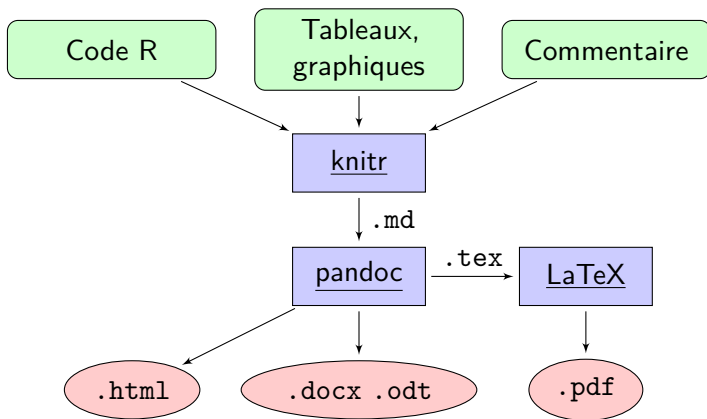 Code R
Tableaux,
graphiques
Commentaire
knitr
.md
pandoc
.tex
LaTeX
.html
.docx .odt
.pdf